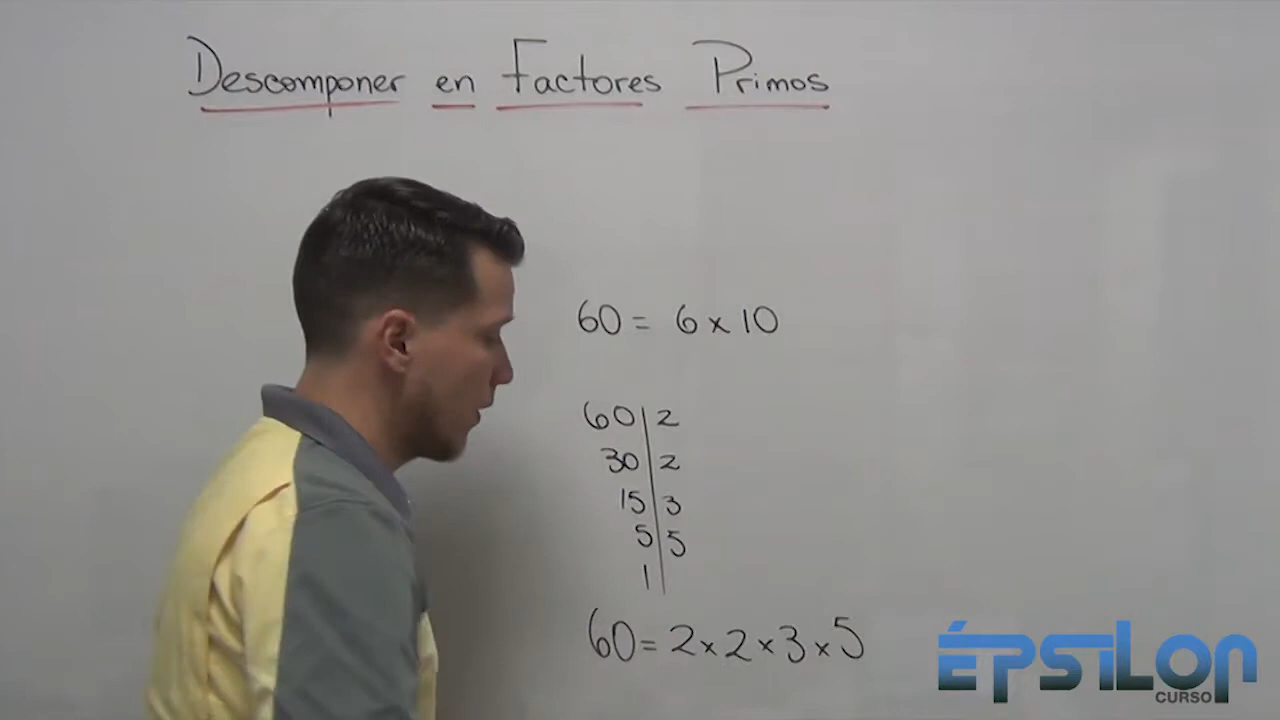 Descomponer en Factores Primos
60 = 6 x 10
60 | 2
30 | 2
15 | 3
5 | 5
1 |
60 = 2 x 2 x 3 x 5
ÉPSILON
CURSO